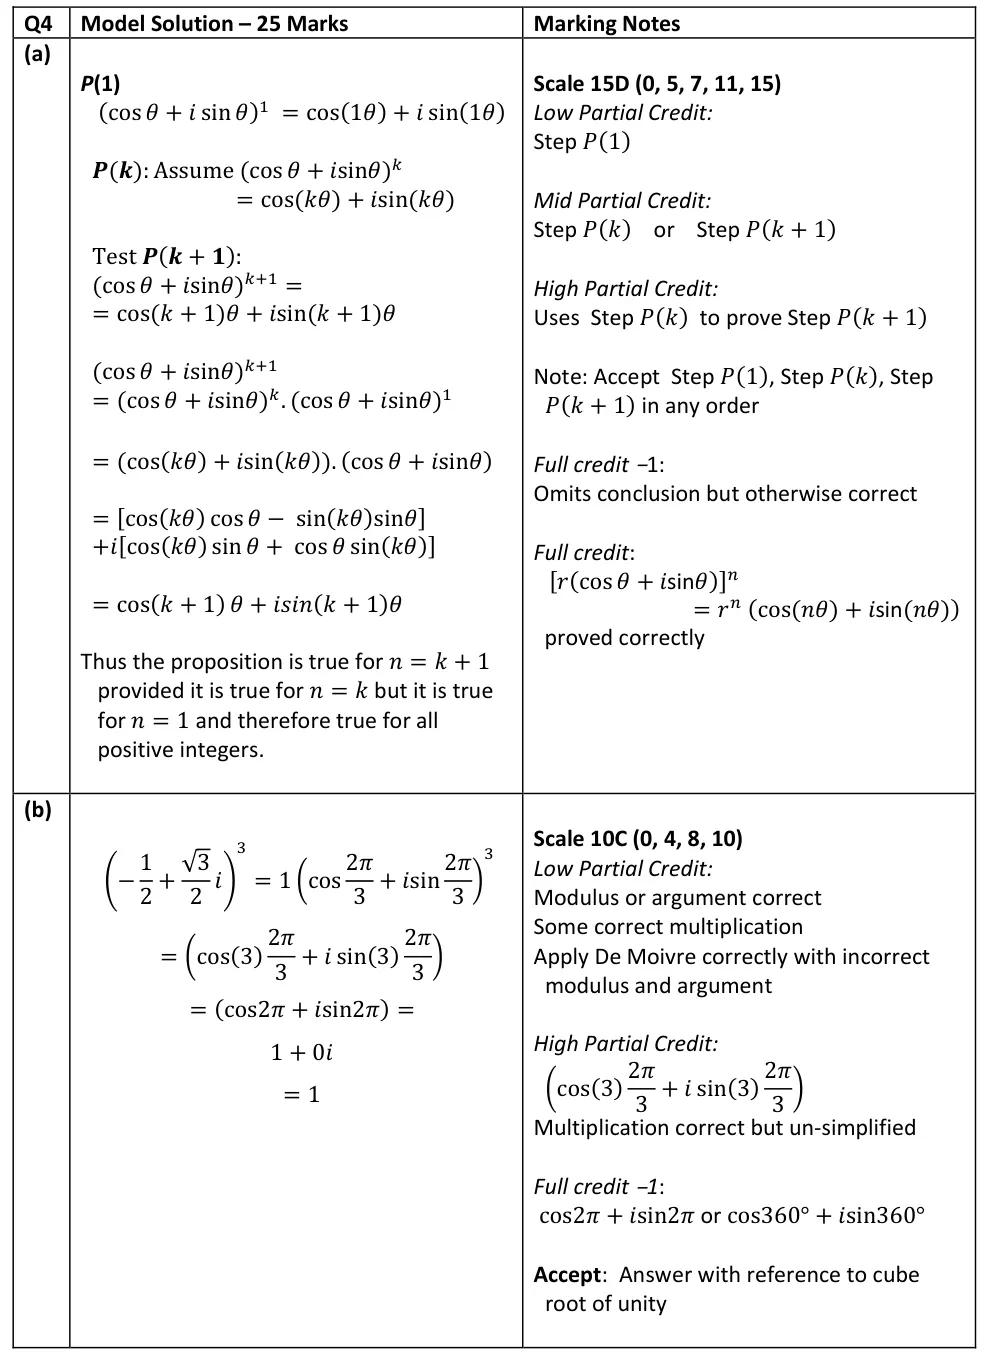 Q4 Model Solution – 25 Marks Marking Notes
(a)
P(1)
(cos θ + i sin θ)¹ = cos(1θ) + i sin(1θ)
P(k): Assume (cos θ + isinθ)ᵏ
= cos(kθ) + isin(kθ)
Test P(k + 1):
(cos θ + isinθ)ᵏ⁺¹ =
= cos(k + 1)θ + isin(k + 1)θ
(cos θ + isinθ)ᵏ⁺¹
= (cos θ + isinθ)ᵏ. (cos θ + isinθ)¹
= (cos(kθ) + isin(kθ)). (cos θ + isinθ)
= [cos(kθ) cos θ − sin(kθ)sinθ]
+i[cos(kθ) sin θ + cos θ sin(kθ)]
= cos(k + 1) θ + isin(k + 1)θ
Thus the proposition is true for n = k + 1
provided it is true for n = k but it is true
for n = 1 and therefore true for all
positive integers.
Scale 15D (0, 5, 7, 11, 15)
Low Partial Credit:
Step P(1)
Mid Partial Credit:
Step P(k) or Step P(k + 1)
High Partial Credit:
Uses Step P(k) to prove Step P(k + 1)
Note: Accept Step P(1), Step P(k), Step
P(k + 1) in any order
Full credit −1:
Omits conclusion but otherwise correct
Full credit:
[r(cos θ + isinθ)]ⁿ
= rⁿ (cos(nθ) + isin(nθ))
proved correctly
(b)
(−1/2 + √3/2 i)³ = 1 (cos 2π/3 + isin 2π/3)³
= (cos(3) 2π/3 + i sin(3) 2π/3)
= (cos2π + isin2π) =
1 + 0i
= 1
Scale 10C (0, 4, 8, 10)
Low Partial Credit:
Modulus or argument correct
Some correct multiplication
Apply De Moivre correctly with incorrect
modulus and argument
High Partial Credit:
(cos(3) 2π/3 + i sin(3) 2π/3)
Multiplication correct but un-simplified
Full credit −1:
cos2π + isin2π or cos360° + isin360°
Accept: Answer with reference to cube
root of unity